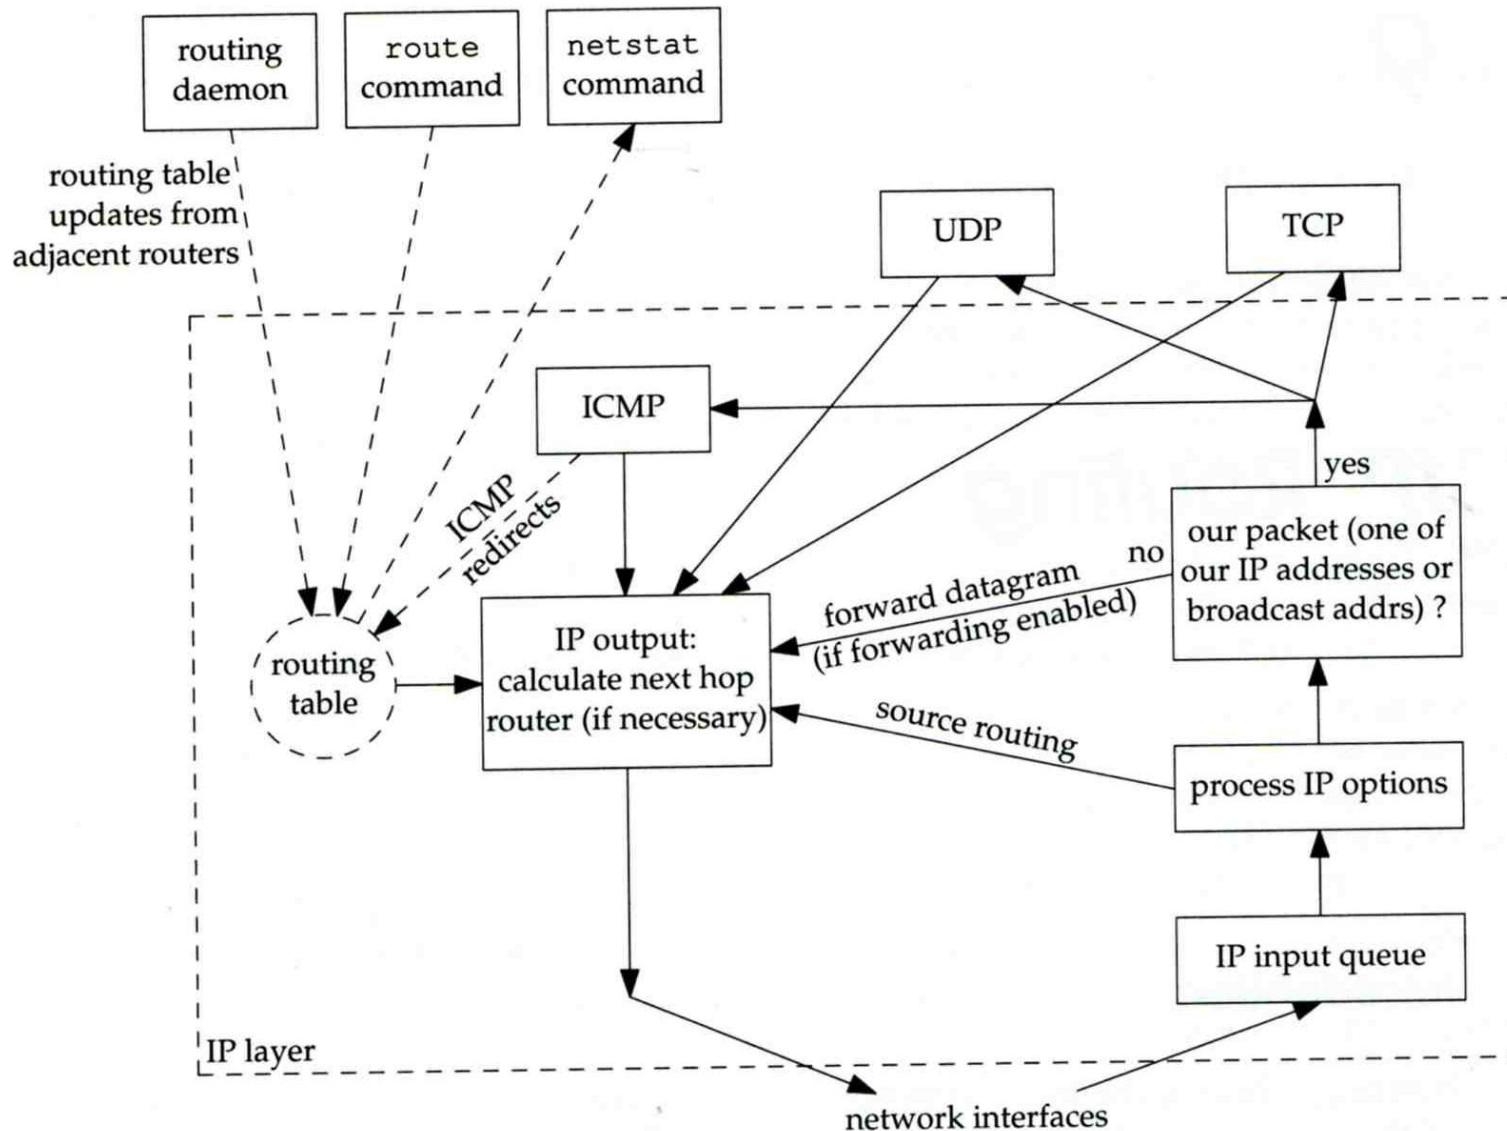 routing
daemon
route
command
netstat
command
routing table
updates from
adjacent routers
UDP
TCP
ICMP
ICMP
redirects
yes
our packet (one of
our IP addresses or
broadcast addrs) ?
no
forward datagram
(if forwarding enabled)
IP output:
calculate next hop
router (if necessary)
routing
table
source routing
process IP options
IP input queue
IP layer
network interfaces